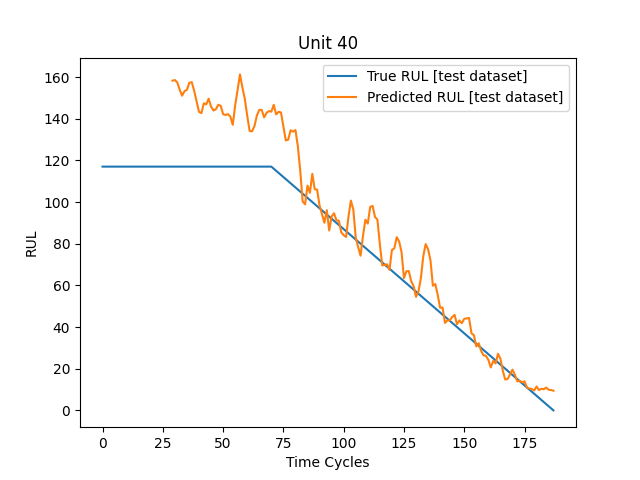 Unit 40
True RUL [test dataset]
Predicted RUL [test dataset]
RUL
160
140
120
100
80
60
40
20
0
0 25 50 75 100 125 150 175
Time Cycles